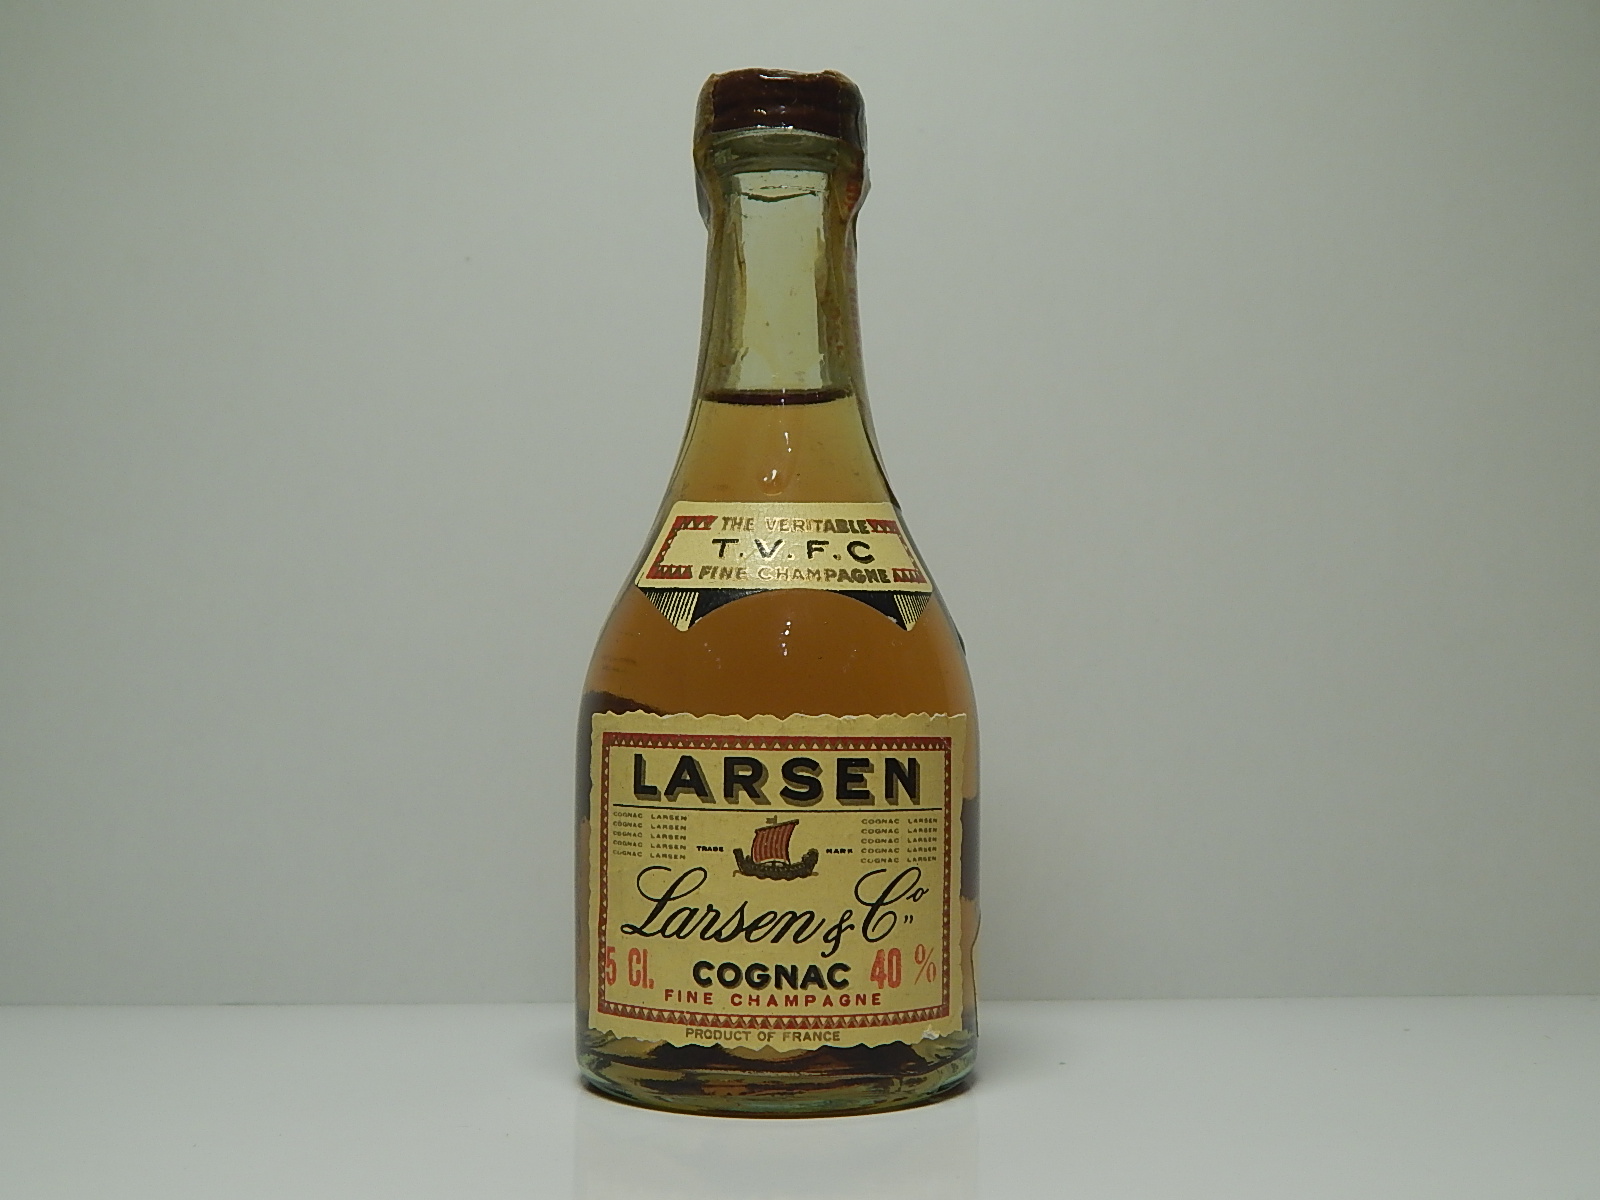 THE VERITABLE
T.V.F.C
FINE CHAMPAGNE
LARSEN
COGNAC LARSEN COGNAC LARSEN
COGNAC LARSEN COGNAC LARSEN
COGNAC LARSEN COGNAC LARSEN
COGNAC LARSEN COGNAC LARSEN
COGNAC LARSEN COGNAC LARSEN
TRADE MARK
Larsen & Co
5 Cl. COGNAC 40 %
FINE CHAMPAGNE
PRODUCT OF FRANCE